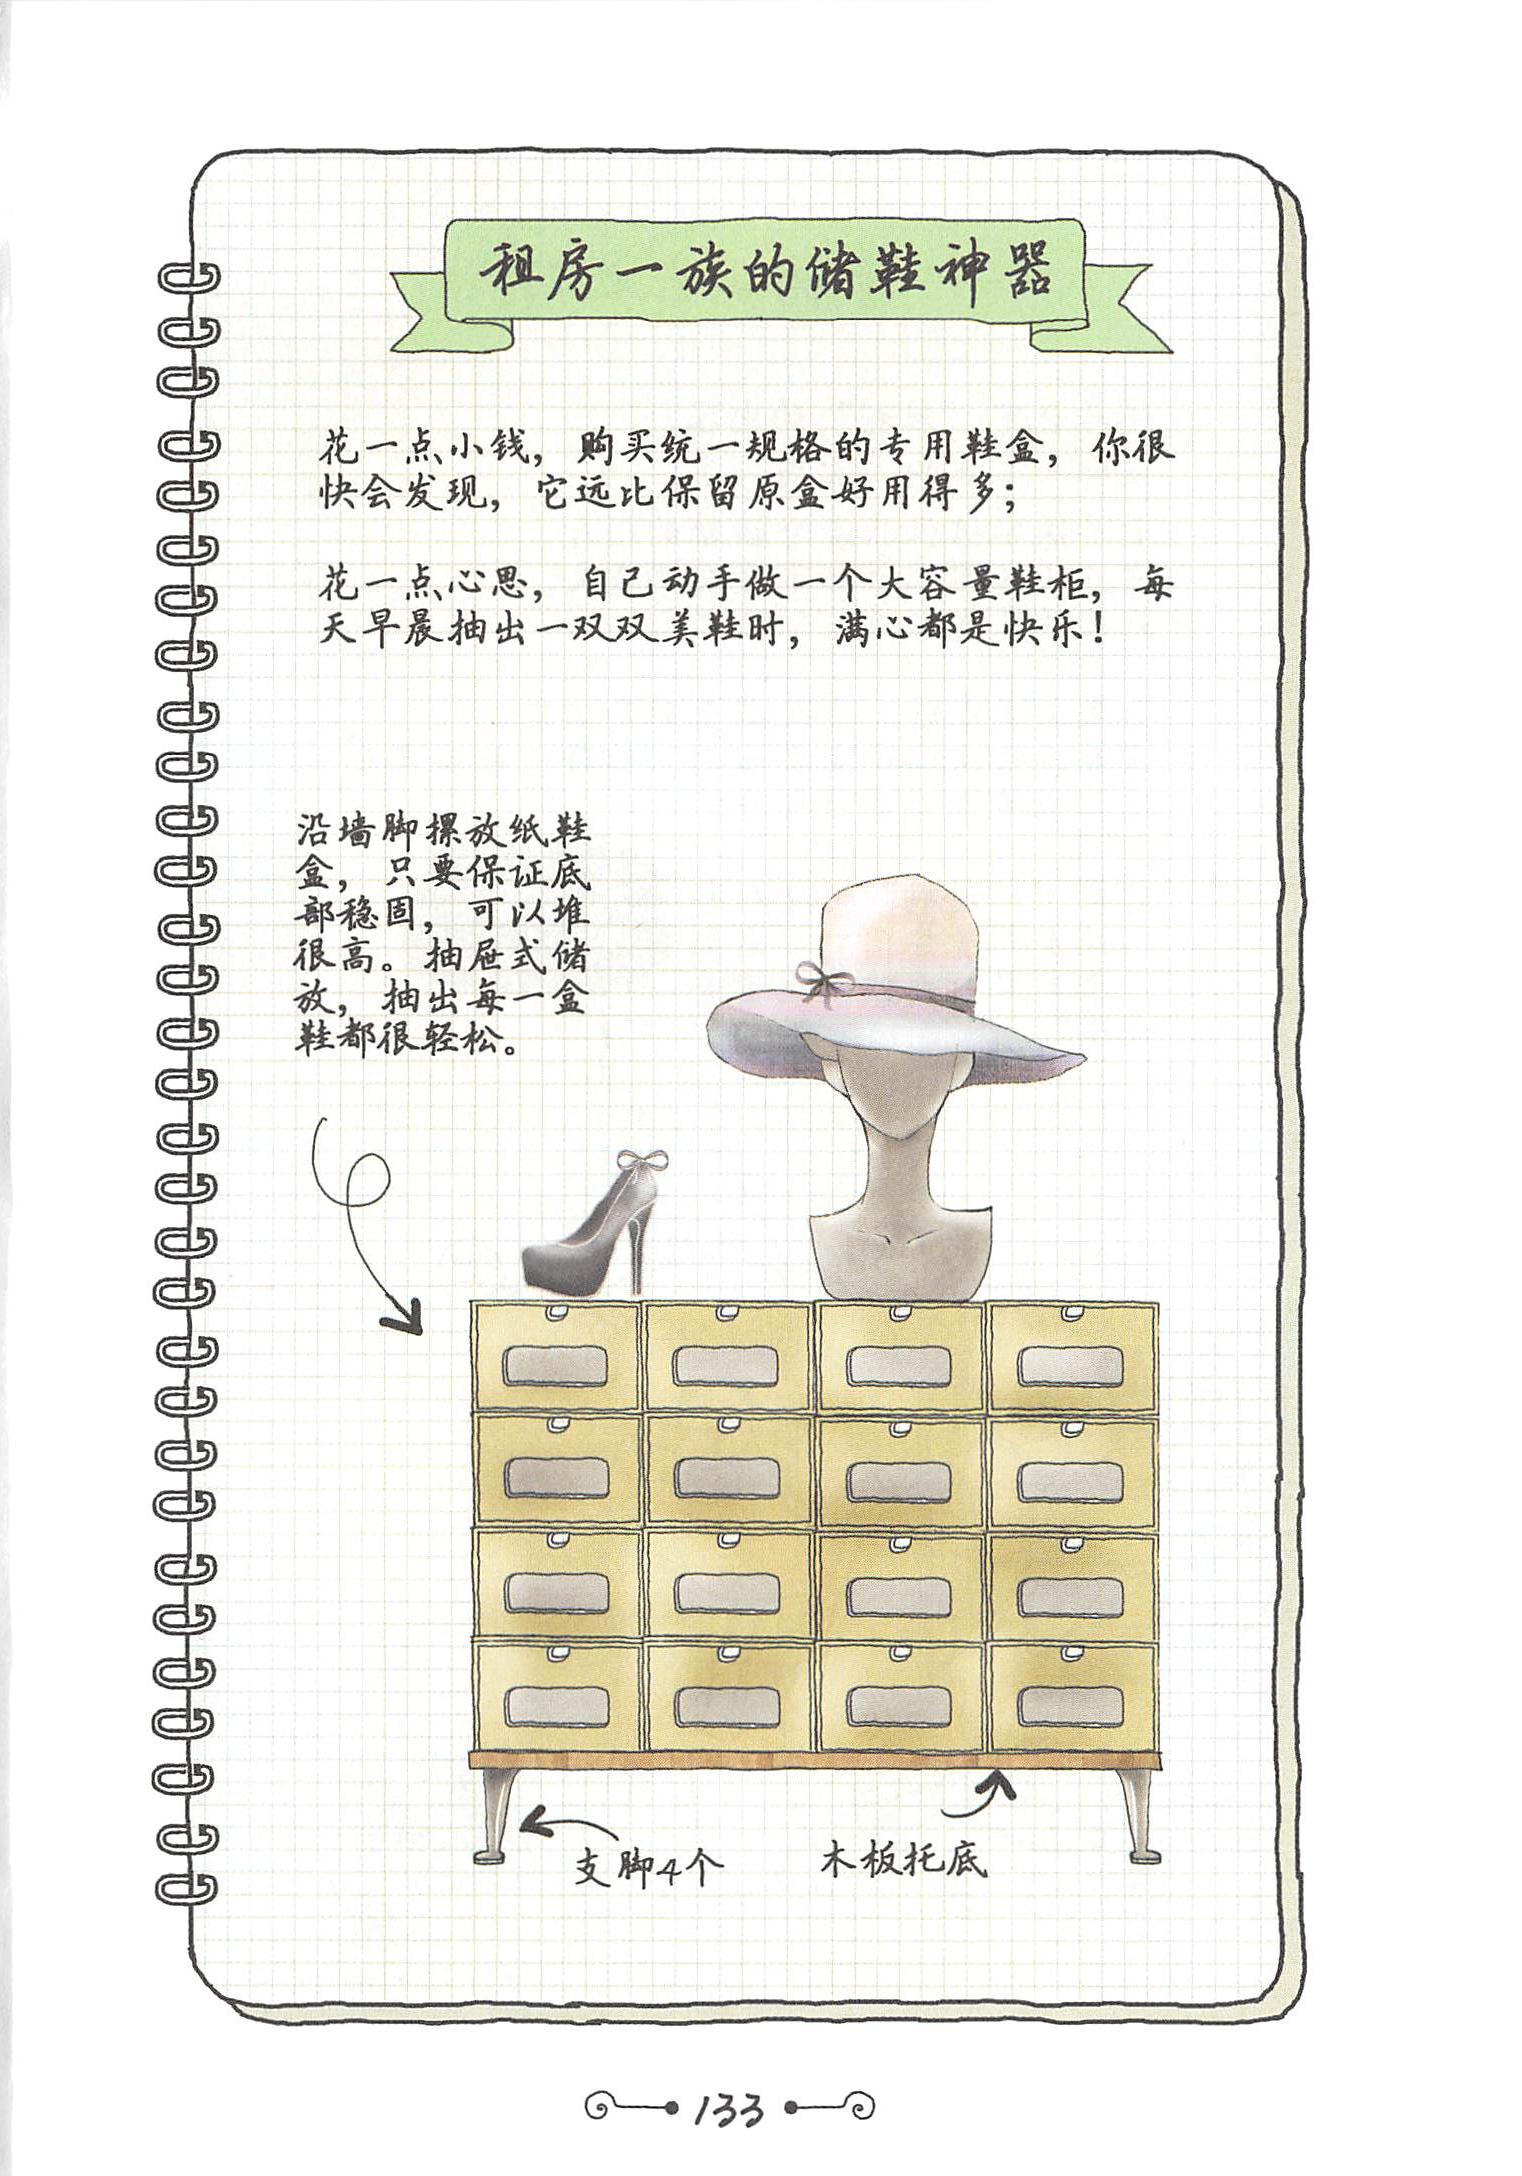 租房一族的储鞋神器
花一点小钱，购买统一规格的专用鞋盒，你很
快会发现，它远比保留原盒好用得多；
花一点心思，自己动手做一个大容量鞋柜，每
天早晨抽出一双双美鞋时，满心都是快乐！
沿墙脚摞放纸鞋
盒，只要保证底
部稳固，可以堆
很高。抽屉式储
放，抽出每一盒
鞋都很轻松。
支脚4个
木板托底
133